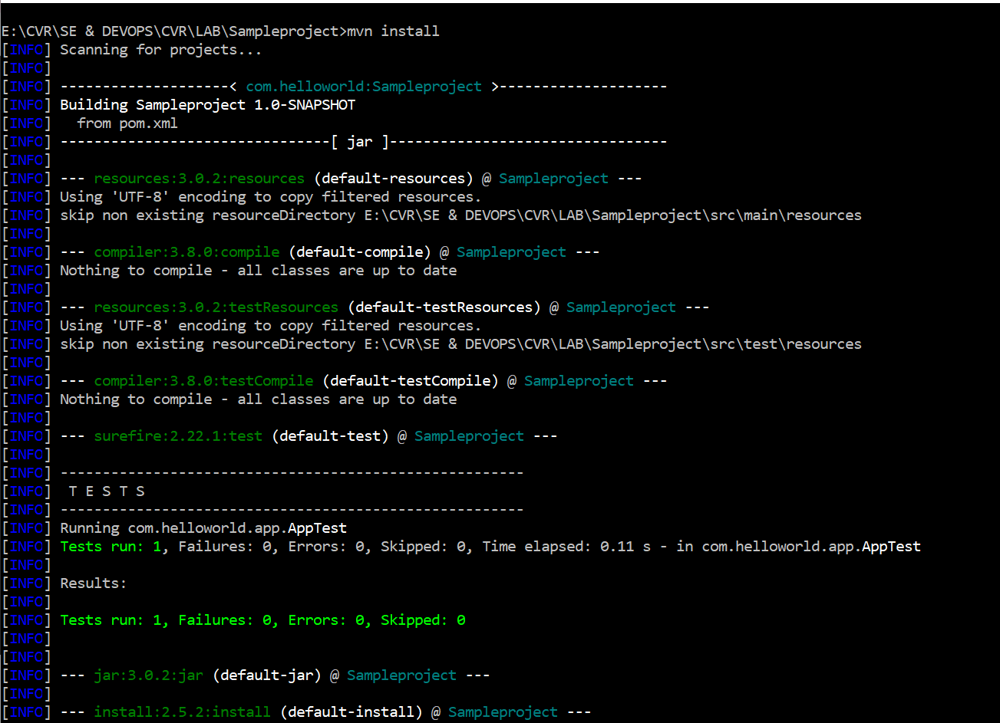 E:\CVR\SE & DEVOPS\CVR\LAB\Sampleproject>mvn install
[INFO] Scanning for projects...
[INFO]
[INFO] --------------------< com.helloworld:Sampleproject >--------------------
[INFO] Building Sampleproject 1.0-SNAPSHOT
[INFO]   from pom.xml
[INFO] --------------------------------[ jar ]---------------------------------
[INFO]
[INFO] --- resources:3.0.2:resources (default-resources) @ Sampleproject ---
[INFO] Using 'UTF-8' encoding to copy filtered resources.
[INFO] skip non existing resourceDirectory E:\CVR\SE & DEVOPS\CVR\LAB\Sampleproject\src\main\resources
[INFO]
[INFO] --- compiler:3.8.0:compile (default-compile) @ Sampleproject ---
[INFO] Nothing to compile - all classes are up to date
[INFO]
[INFO] --- resources:3.0.2:testResources (default-testResources) @ Sampleproject ---
[INFO] Using 'UTF-8' encoding to copy filtered resources.
[INFO] skip non existing resourceDirectory E:\CVR\SE & DEVOPS\CVR\LAB\Sampleproject\src\test\resources
[INFO]
[INFO] --- compiler:3.8.0:testCompile (default-testCompile) @ Sampleproject ---
[INFO] Nothing to compile - all classes are up to date
[INFO]
[INFO] --- surefire:2.22.1:test (default-test) @ Sampleproject ---
[INFO]
[INFO] -------------------------------------------------------
[INFO]  T E S T S
[INFO] -------------------------------------------------------
[INFO] Running com.helloworld.app.AppTest
[INFO] Tests run: 1, Failures: 0, Errors: 0, Skipped: 0, Time elapsed: 0.11 s - in com.helloworld.app.AppTest
[INFO]
[INFO] Results:
[INFO]
[INFO] Tests run: 1, Failures: 0, Errors: 0, Skipped: 0
[INFO]
[INFO]
[INFO] --- jar:3.0.2:jar (default-jar) @ Sampleproject ---
[INFO]
[INFO] --- install:2.5.2:install (default-install) @ Sampleproject ---